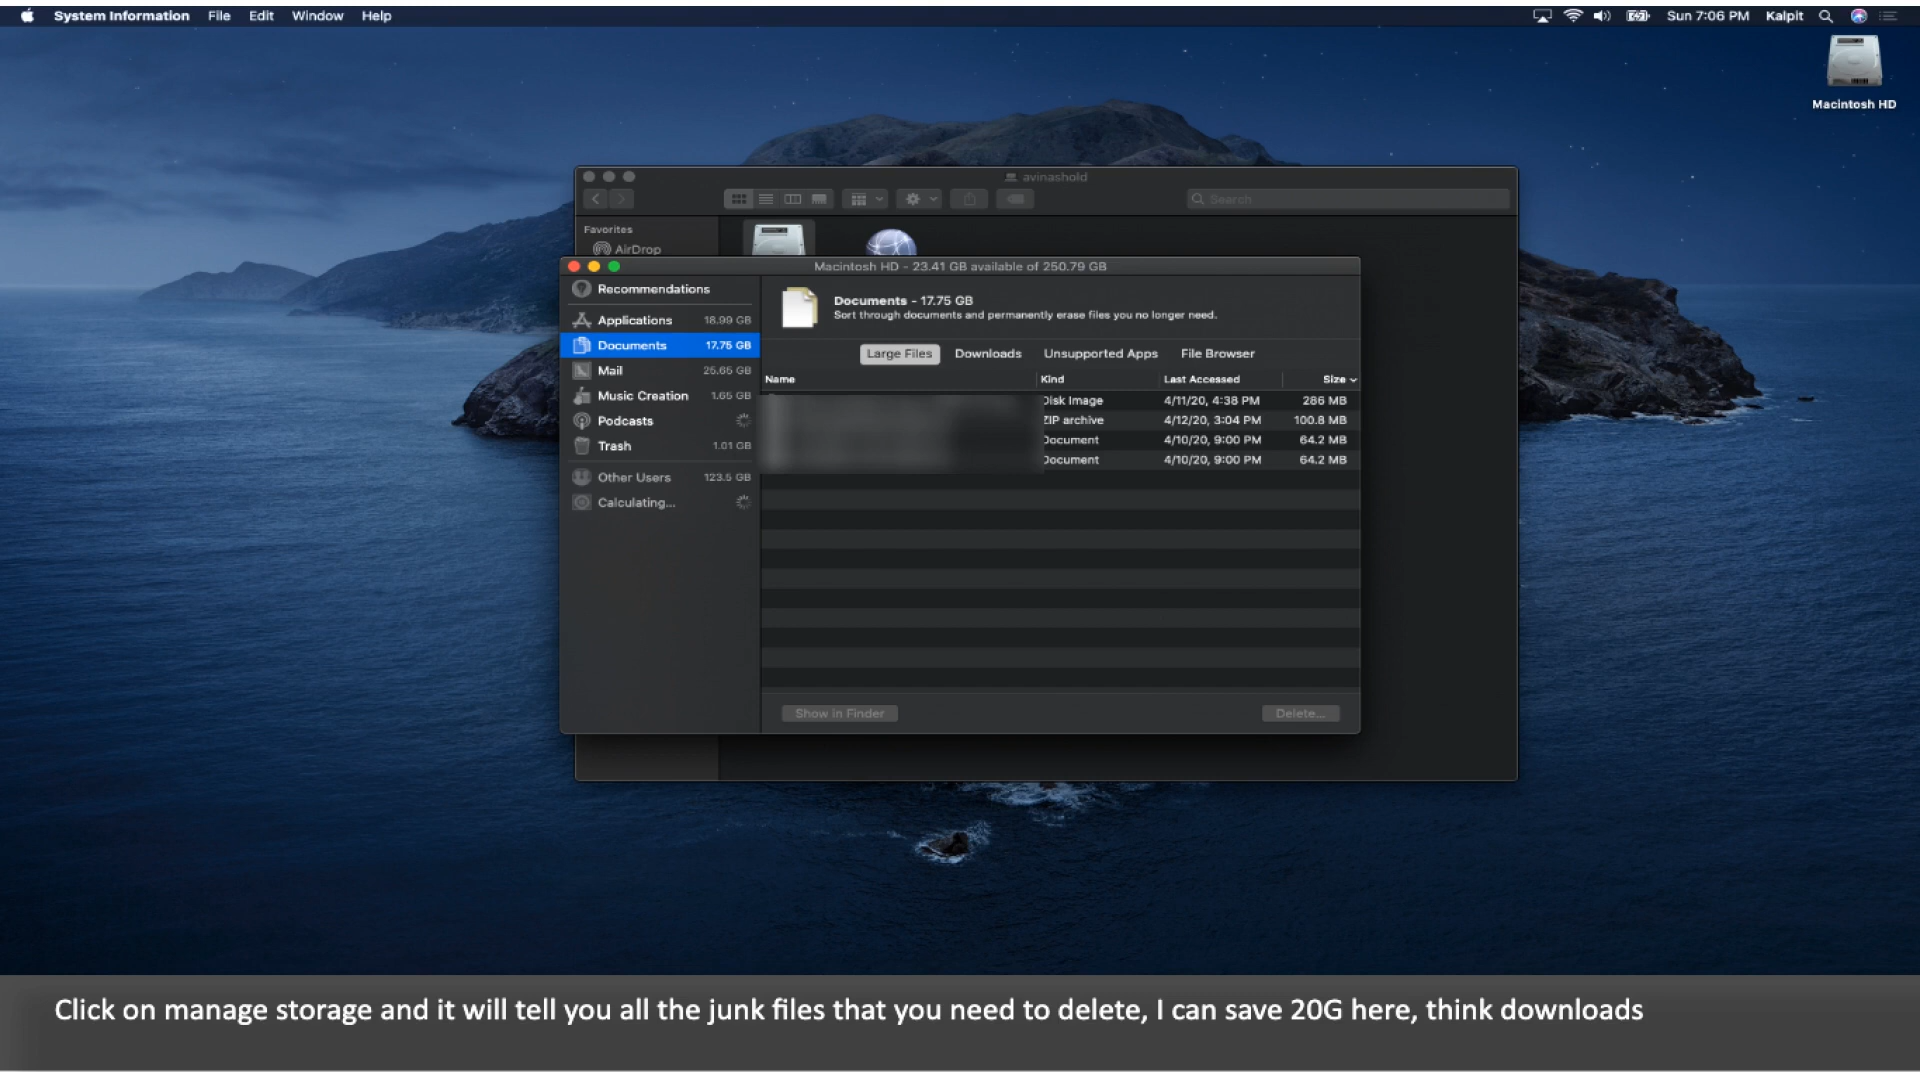 System Information File Edit Window Help Sun 7:06 PM Kalpit
Macintosh HD
avinashold
Search
Favorites
AirDrop
Macintosh HD - 23.41 GB available of 250.79 GB
Recommendations
Applications 18.99 GB
Documents 17.75 GB
Mail 25.65 GB
Music Creation 1.65 GB
Podcasts
Trash 1.01 GB
Other Users 123.5 GB
Calculating...
Documents - 17.75 GB
Sort through documents and permanently erase files you no longer need.
Large Files Downloads Unsupported Apps File Browser
Name Kind Last Accessed Size
Disk Image 4/11/20, 4:38 PM 286 MB
ZIP archive 4/12/20, 3:04 PM 100.8 MB
Document 4/10/20, 9:00 PM 64.2 MB
Document 4/10/20, 9:00 PM 64.2 MB
Show in Finder Delete...
Click on manage storage and it will tell you all the junk files that you need to delete, I can save 20G here, think downloads